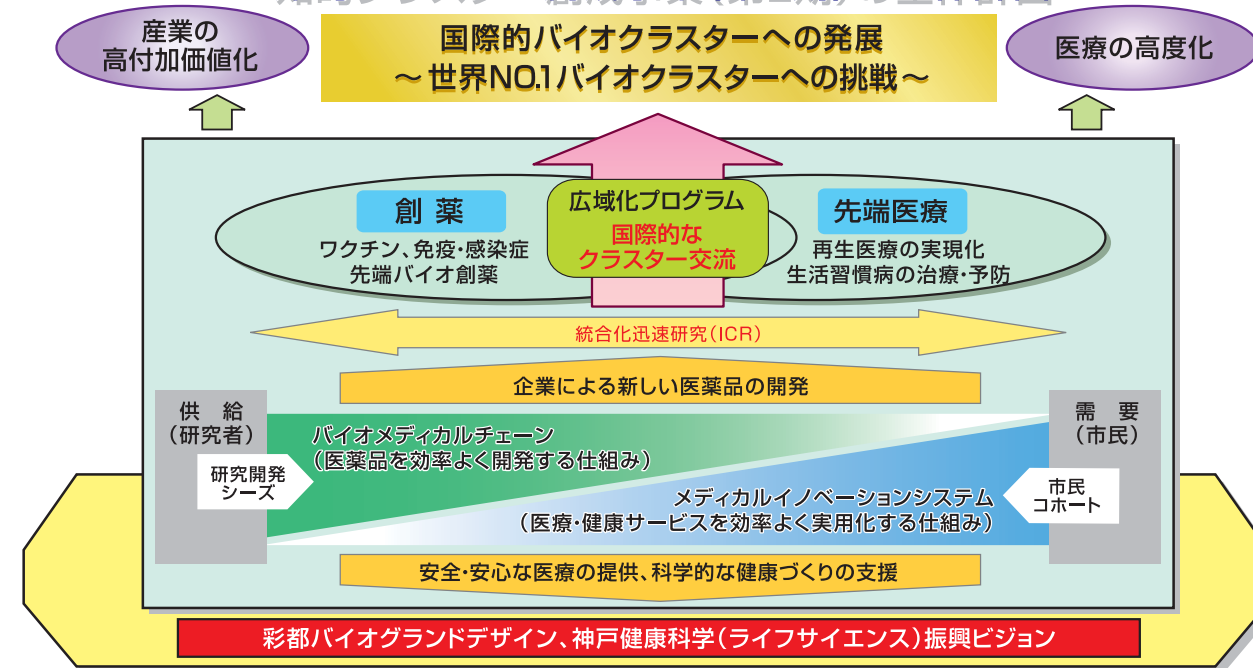 産業の
高付加価値化
国際的バイオクラスターへの発展
～世界NO.1バイオクラスターへの挑戦～
医療の高度化
創薬
ワクチン、免疫・感染症
先端バイオ創薬
広域化プログラム
国際的な
クラスター交流
先端医療
再生医療の実現化
生活習慣病の治療・予防
統合化迅速研究(ICR)
企業による新しい医薬品の開発
供 給
(研究者)
研究開発
シーズ
バイオメディカルチェーン
(医薬品を効率よく開発する仕組み)
需 要
(市民)
市民
コホート
メディカルイノベーションシステム
(医療・健康サービスを効率よく実用化する仕組み)
安全・安心な医療の提供、科学的な健康づくりの支援
彩都バイオグランドデザイン、神戸健康科学(ライフサイエンス)振興ビジョン